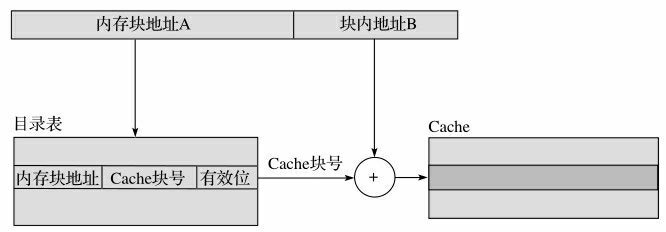 内存块地址A 块内地址B
目录表
Cache
内存块地址 Cache块号 有效位
Cache块号
+